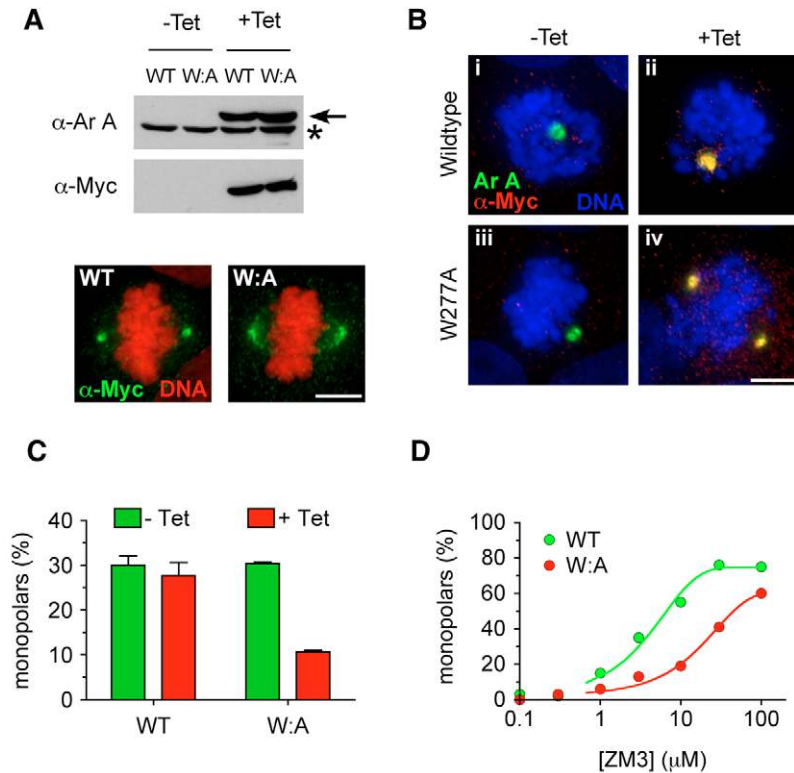 A
-Tet +Tet
WT W:A WT W:A
α-Ar A
*
α-Myc
WT W:A
α-Myc DNA
B
-Tet +Tet
i ii
Wildtype
Ar A
α-Myc DNA
iii iv
W277A
C
- Tet + Tet
monopolars (%)
40
30
20
10
0
WT W:A
D
monopolars (%)
100
80
60
40
20
0
WT
W:A
0.1 1 10 100
[ZM3] (μM)